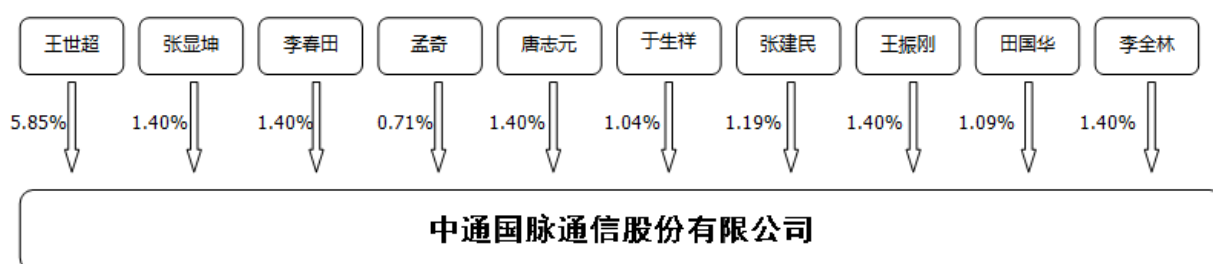 王世超 张显坤 李春田 孟奇 唐志元 于生祥 张建民 王振刚 田国华 李全林
5.85% 1.40% 1.40% 0.71% 1.40% 1.04% 1.19% 1.40% 1.09% 1.40%
中通国脉通信股份有限公司